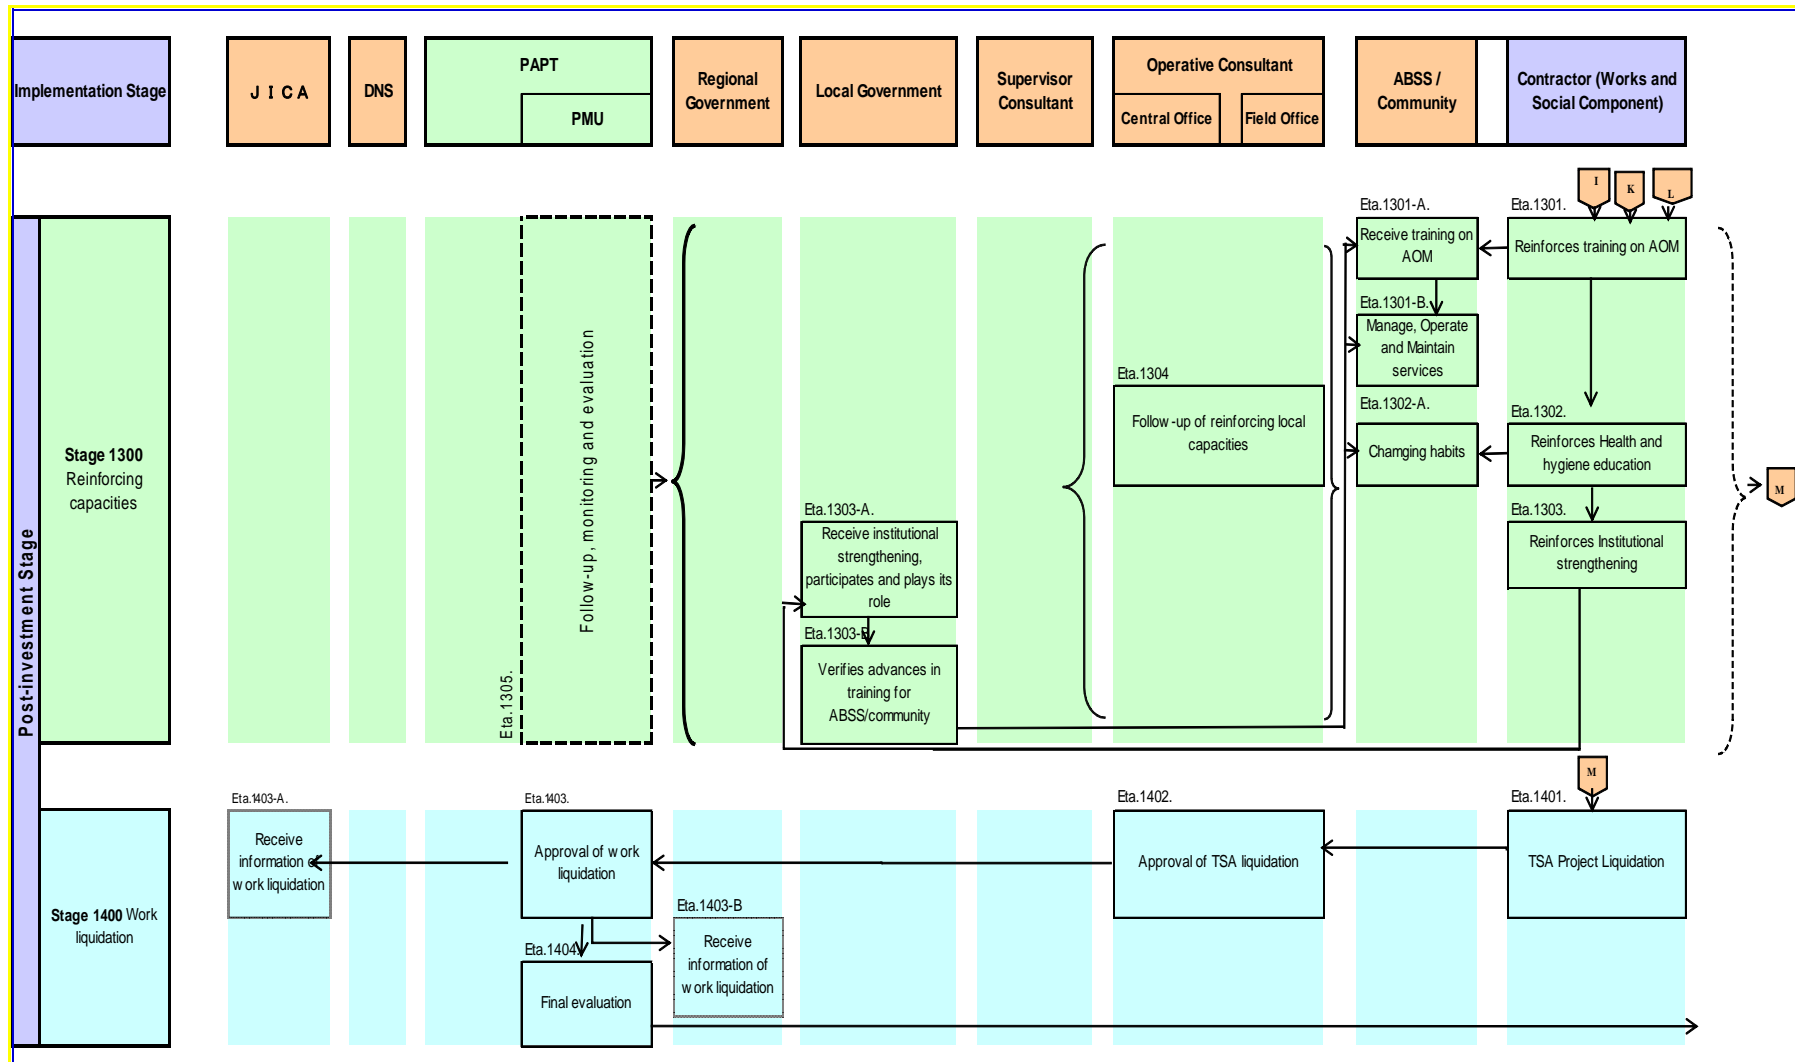 Implementation Stage
J I C A
DNS
PAPT
PMU
Regional
Government
Local Government
Supervisor
Consultant
Operative Consultant
Central Office
Field Office
ABSS /
Community
Contractor (Works and
Social Component)
I
K
L
Post-investment Stage
Stage 1300
Reinforcing
capacities
Eta.1305.
Follow-up, monitoring and evaluation
Eta.1303-A.
Receive institutional
strengthening,
participates and plays its
role
Eta.1303-B
Verifies advances in
training for
ABSS/community
Eta.1304
Follow-up of reinforcing local
capacities
Eta.1301-A.
Receive training on
AOM
Eta.1301-B.
Manage, Operate
and Maintain
services
Eta.1302-A.
Chamging habits
Eta.1301.
Reinforces training on AOM
Eta.1302.
Reinforces Health and
hygiene education
Eta.1303.
Reinforces Institutional
strengthening
M
M
Stage 1400 Work
liquidation
Eta.1403-A.
Receive
information of
work liquidation
Eta.1403.
Approval of work
liquidation
Eta.1404.
Final evaluation
Eta.1403-B
Receive
information of
work liquidation
Eta.1402.
Approval of TSA liquidation
Eta.1401.
TSA Project Liquidation